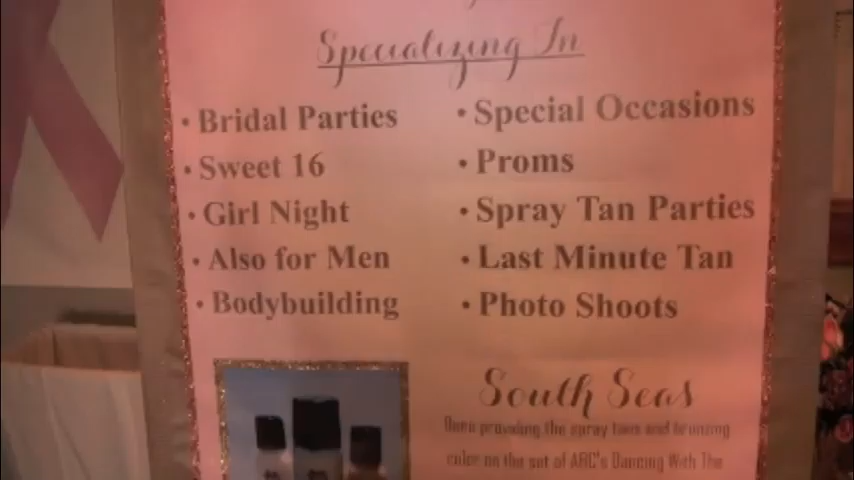 Specializing In
• Bridal Parties
• Sweet 16
• Girl Night
• Also for Men
• Bodybuilding
• Special Occasions
• Proms
• Spray Tan Parties
• Last Minute Tan
• Photo Shoots
South Seas
providing the spray tans and bronzing
color on the set of ABC's Dancing With The